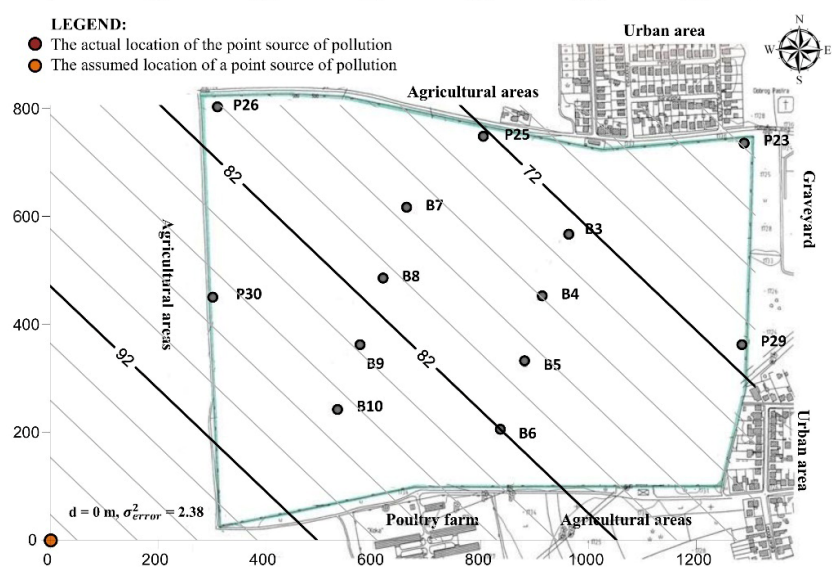 LEGEND:
The actual location of the point source of pollution
The assumed location of a point source of pollution
Urban area
N
W
E
S
Agricultural areas
800
P26
P25
P23
82
72
Graveyard
600
B7
B3
Agricultural areas
B8
B4
P30
400
92
B9
82
B5
P29
B10
B6
200
Urban area
d = 0 m, σ²error = 2.38
Poultry farm
Agricultural areas
0
0
200
400
600
800
1000
1200